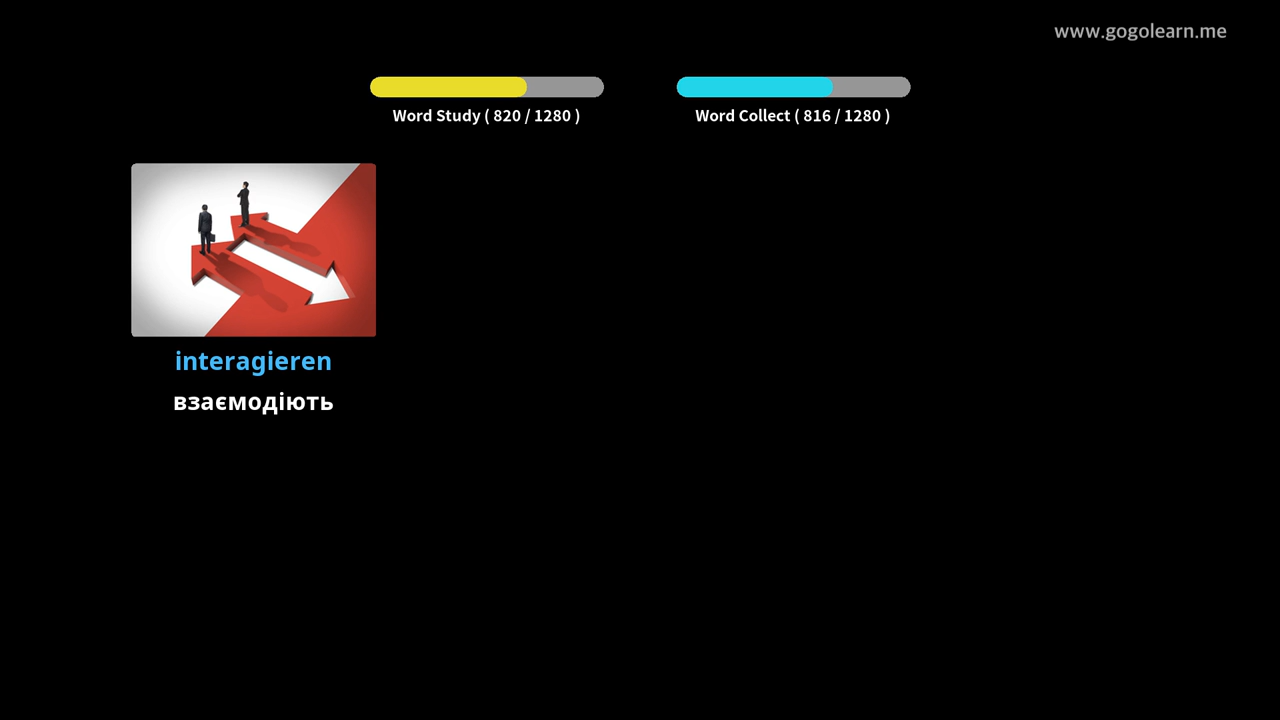 www.gogolearn.me
Word Study ( 820 / 1280 )
Word Collect ( 816 / 1280 )
interagieren
взаємодіють